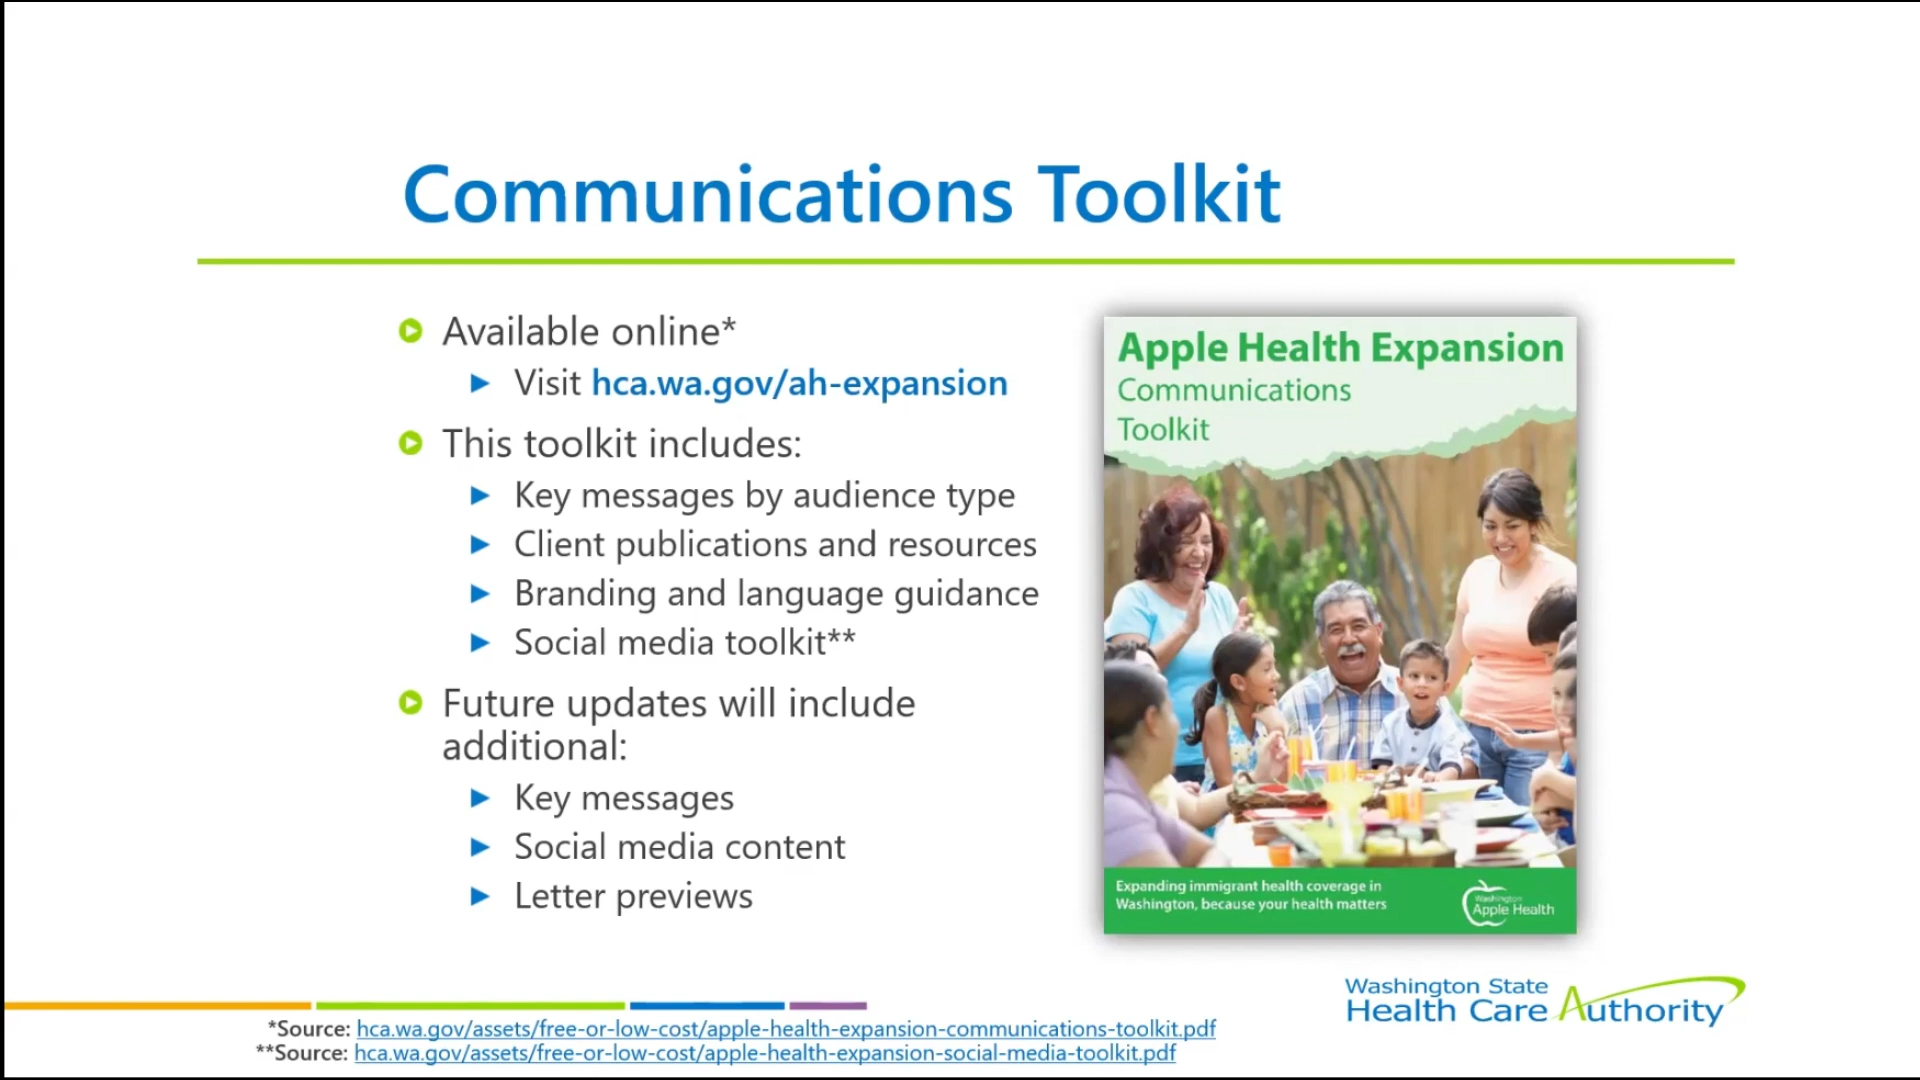 Communications Toolkit
Available online*
Visit hca.wa.gov/ah-expansion
This toolkit includes:
Key messages by audience type
Client publications and resources
Branding and language guidance
Social media toolkit**
Future updates will include
additional:
Key messages
Social media content
Letter previews
Apple Health Expansion
Communications
Toolkit
Expanding immigrant health coverage in
Washington, because your health matters
Washington
Apple Health
Washington State
Health Care Authority
*Source: hca.wa.gov/assets/free-or-low-cost/apple-health-expansion-communications-toolkit.pdf
**Source: hca.wa.gov/assets/free-or-low-cost/apple-health-expansion-social-media-toolkit.pdf